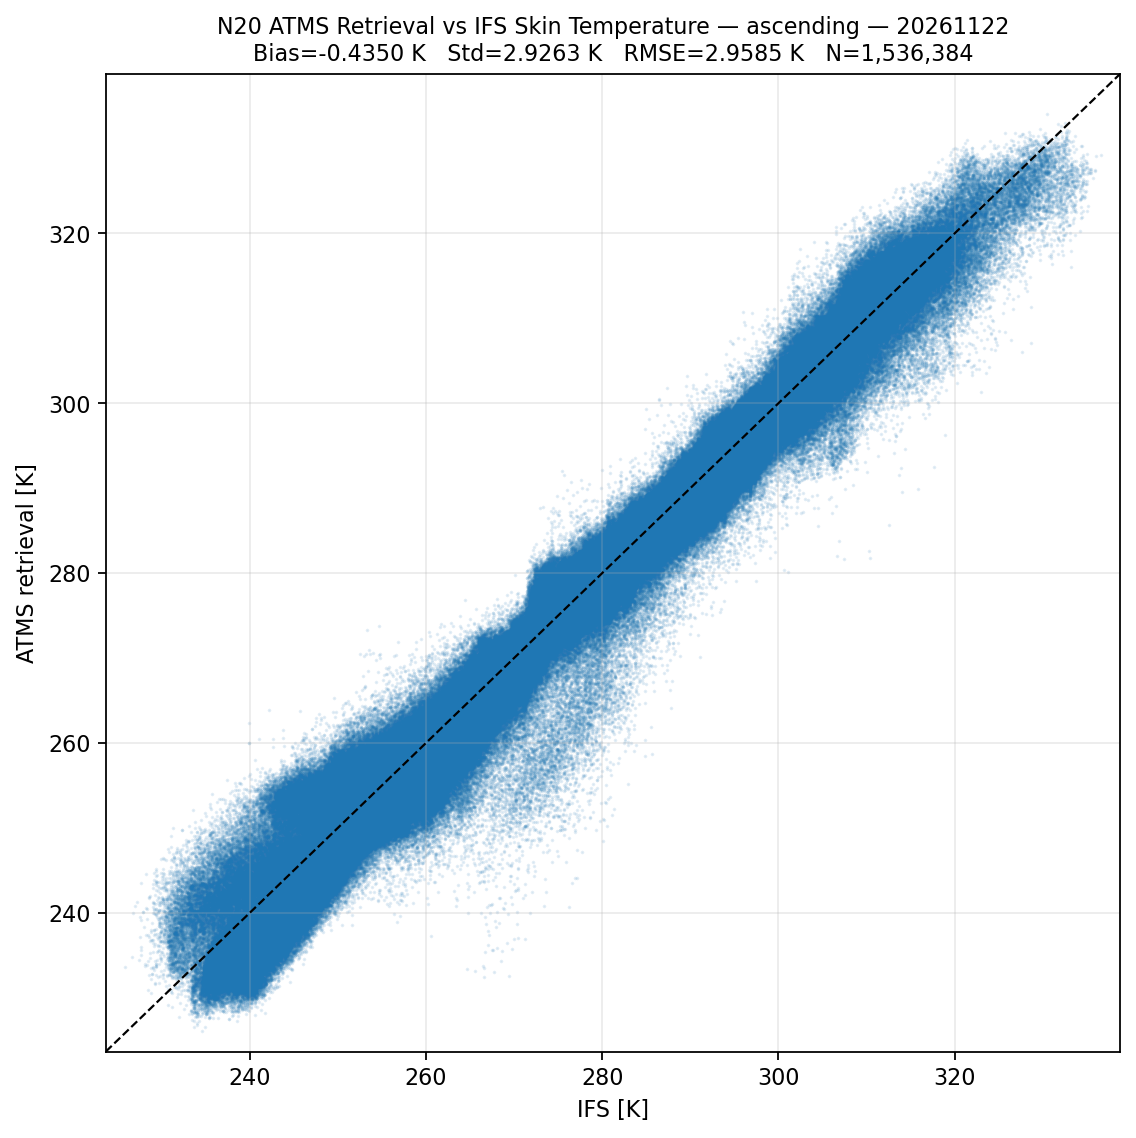 N20 ATMS Retrieval vs IFS Skin Temperature — ascending — 20261122
Bias=-0.4350 K   Std=2.9263 K   RMSE=2.9585 K   N=1,536,384
ATMS retrieval [K]
320
300
280
260
240
240
260
280
300
320
IFS [K]